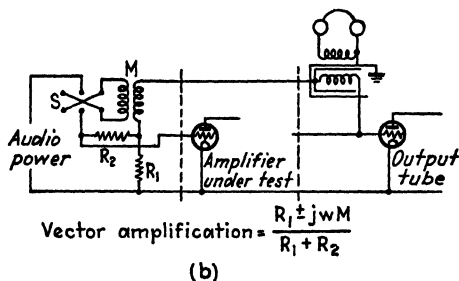 M
S
Audio
power
R2
R1
Amplifier
under test
Output
tube
Vector amplification = R1 ± jwM / R1 + R2
(b)